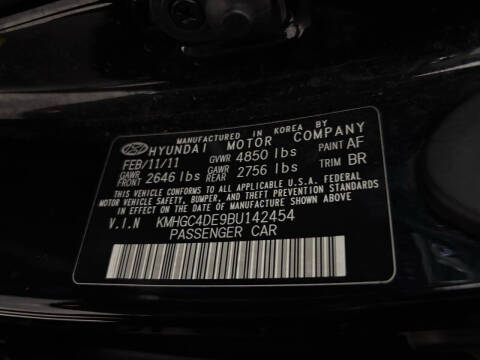 MANUFACTURED IN KOREA BY
HYUNDAI MOTOR COMPANY
FEB/11/11 GVWR 4850 lbs PAINT AF
GAWR FRONT 2646 lbs GAWR REAR 2756 lbs TRIM BR
THIS VEHICLE CONFORMS TO ALL APPLICABLE U.S.A. FEDERAL
MOTOR VEHICLE SAFETY, BUMPER, AND THEFT PREVENTION STANDARDS
IN EFFECT ON THE DATE OF MANUFACTURE SHOWN ABOVE.
V.I.N KMHGC4DE9BU142454
PASSENGER CAR